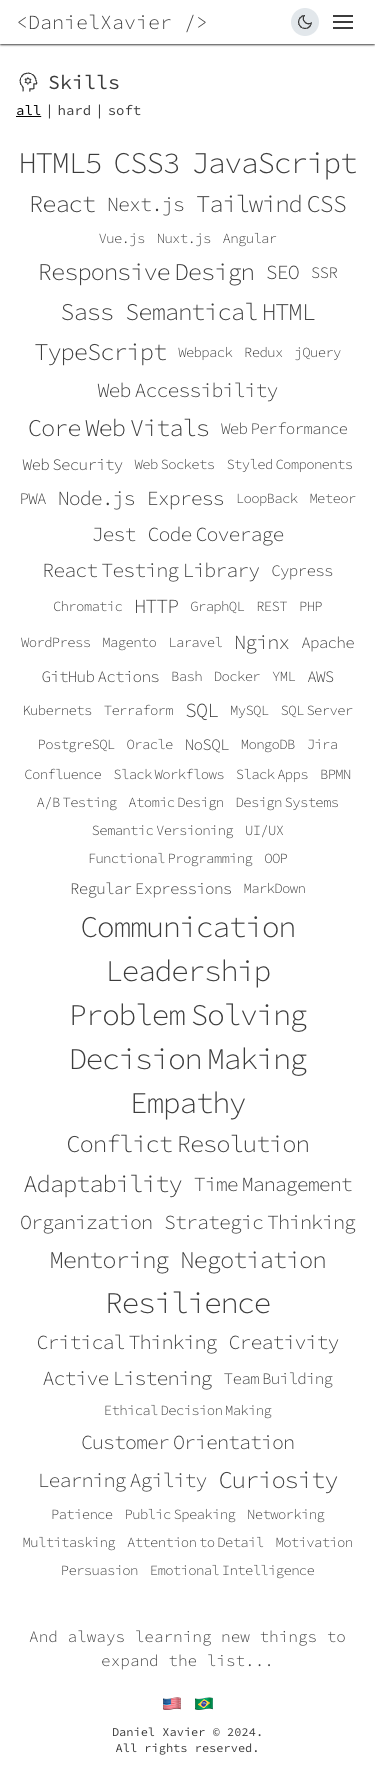 <DanielXavier />
Skills
all | hard | soft
HTML5 CSS3 JavaScript
React Next.js Tailwind CSS
Vue.js Nuxt.js Angular
Responsive Design SEO SSR
Sass Semantical HTML
TypeScript Webpack Redux jQuery
Web Accessibility
Core Web Vitals Web Performance
Web Security Web Sockets Styled Components
PWA Node.js Express LoopBack Meteor
Jest Code Coverage
React Testing Library Cypress
Chromatic HTTP GraphQL REST PHP
WordPress Magento Laravel Nginx Apache
GitHub Actions Bash Docker YML AWS
Kubernets Terraform SQL MySQL SQL Server
PostgreSQL Oracle NoSQL MongoDB Jira
Confluence Slack Workflows Slack Apps BPMN
A/B Testing Atomic Design Design Systems
Semantic Versioning UI/UX
Functional Programming OOP
Regular Expressions MarkDown
Communication
Leadership
Problem Solving
Decision Making
Empathy
Conflict Resolution
Adaptability Time Management
Organization Strategic Thinking
Mentoring Negotiation
Resilience
Critical Thinking Creativity
Active Listening Team Building
Ethical Decision Making
Customer Orientation
Learning Agility Curiosity
Patience Public Speaking Networking
Multitasking Attention to Detail Motivation
Persuasion Emotional Intelligence
And always learning new things to
expand the list...
Daniel Xavier © 2024.
All rights reserved.